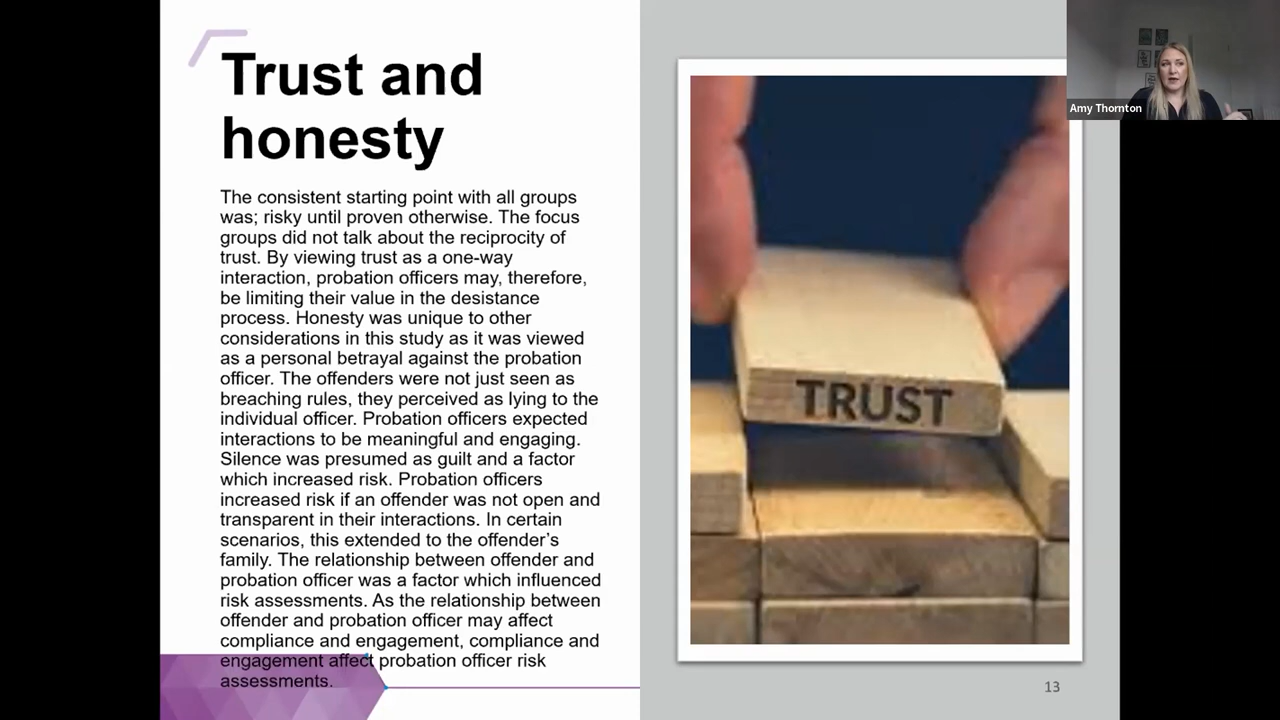 Trust and
honesty
The consistent starting point with all groups
was; risky until proven otherwise. The focus
groups did not talk about the reciprocity of
trust. By viewing trust as a one-way
interaction, probation officers may, therefore,
be limiting their value in the desistance
process. Honesty was unique to other
considerations in this study as it was viewed
as a personal betrayal against the probation
officer. The offenders were not just seen as
breaching rules, they perceived as lying to the
individual officer. Probation officers expected
interactions to be meaningful and engaging.
Silence was presumed as guilt and a factor
which increased risk. Probation officers
increased risk if an offender was not open and
transparent in their interactions. In certain
scenarios, this extended to the offender’s
family. The relationship between offender and
probation officer was a factor which influenced
risk assessments. As the relationship between
offender and probation officer may affect
compliance and engagement, compliance and
engagement affect probation officer risk
assessments.
TRUST
13
Amy Thornton